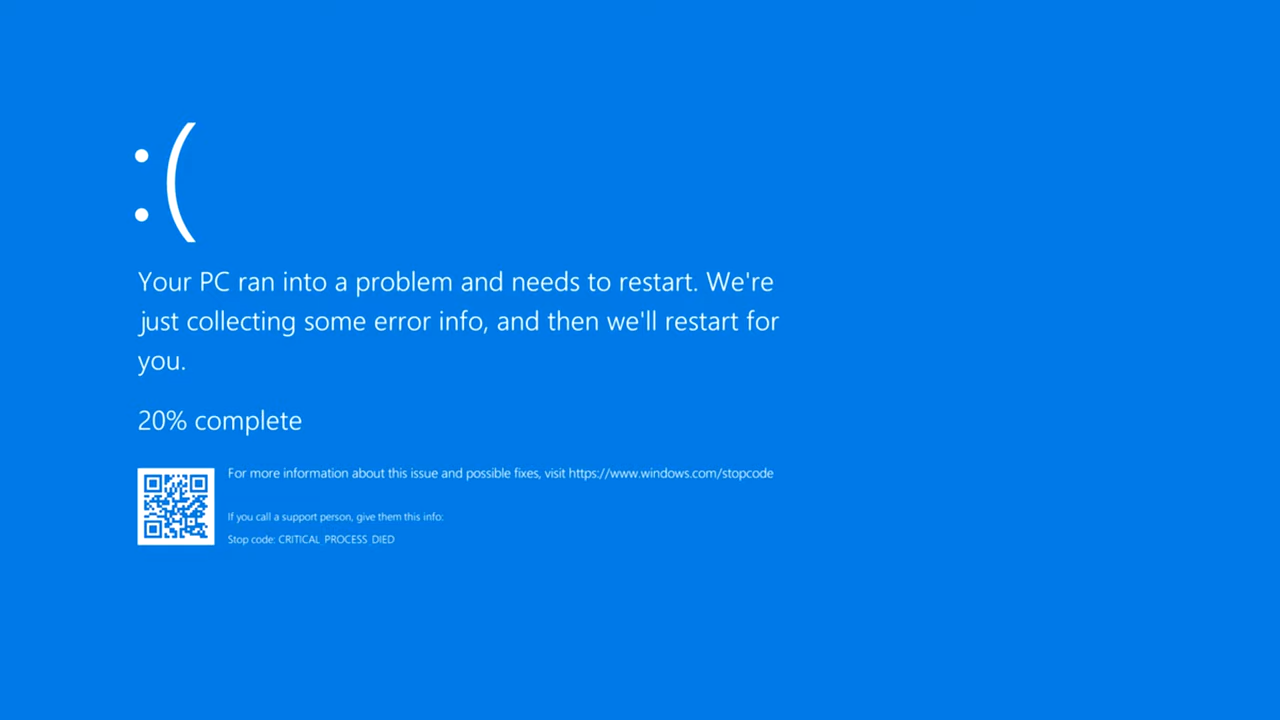 :(
Your PC ran into a problem and needs to restart. We're
just collecting some error info, and then we'll restart for
you.
20% complete
For more information about this issue and possible fixes, visit https://www.windows.com/stopcode
If you call a support person, give them this info:
Stop code: CRITICAL_PROCESS_DIED